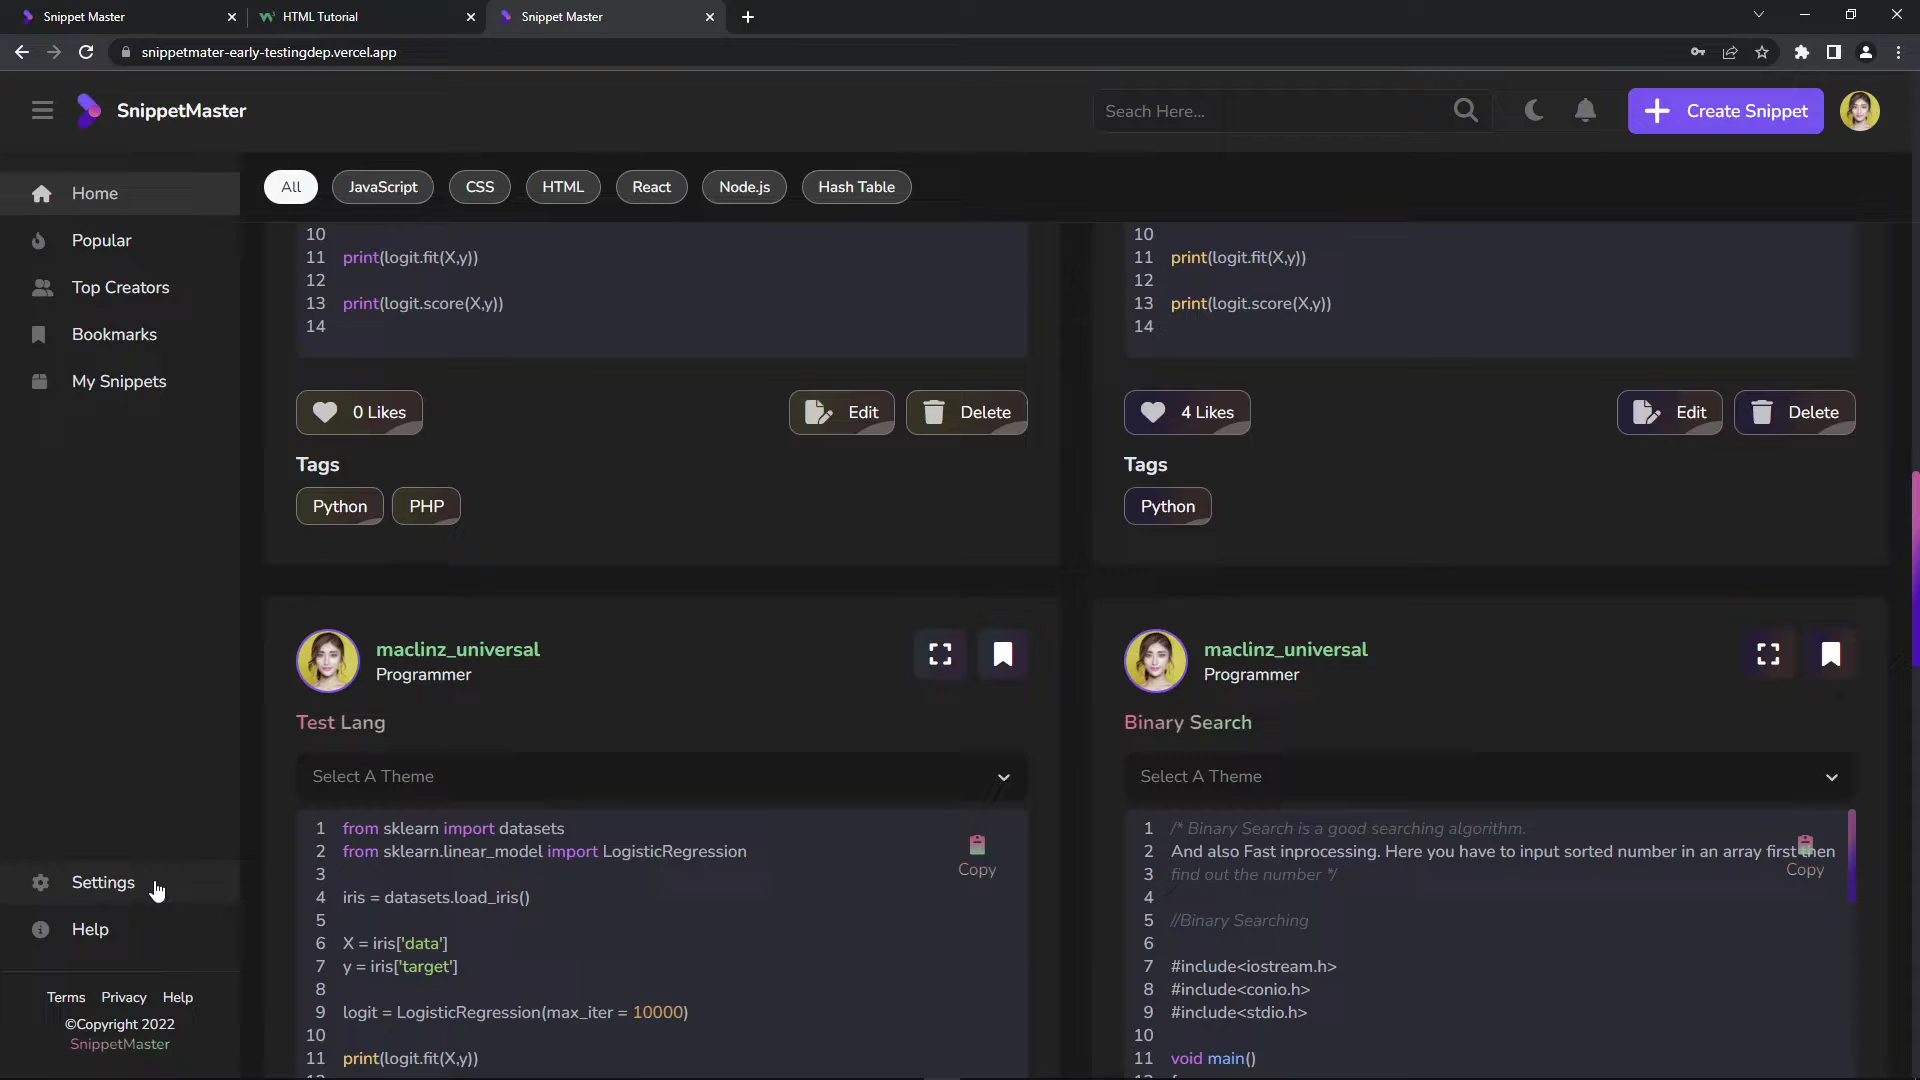 Snippet Master
HTML Tutorial
Snippet Master
snippetmater-early-testingdep.vercel.app
SnippetMaster
Seach Here...
Create Snippet
Home
Popular
Top Creators
Bookmarks
My Snippets
Settings
Help
Terms Privacy Help
©Copyright 2022
SnippetMaster
All JavaScript CSS HTML React Node.js Hash Table
10
11 print(logit.fit(X,y))
12
13 print(logit.score(X,y))
14
0 Likes Edit Delete
Tags
Python PHP
10
11 print(logit.fit(X,y))
12
13 print(logit.score(X,y))
14
4 Likes Edit Delete
Tags
Python
maclinz_universal
Programmer
Test Lang
Select A Theme
1 from sklearn import datasets
2 from sklearn.linear_model import LogisticRegression
3
4 iris = datasets.load_iris()
5
6 X = iris['data']
7 y = iris['target']
8
9 logit = LogisticRegression(max_iter = 10000)
10
11 print(logit.fit(X,y))
Copy
maclinz_universal
Programmer
Binary Search
Select A Theme
1 /* Binary Search is a good searching algorithm.
2 And also Fast inprocessing. Here you have to input sorted number in an array first then
3 find out the number */
4
5 //Binary Searching
6
7 #include<iostream.h>
8 #include<conio.h>
9 #include<stdio.h>
10
11 void main()
Copy